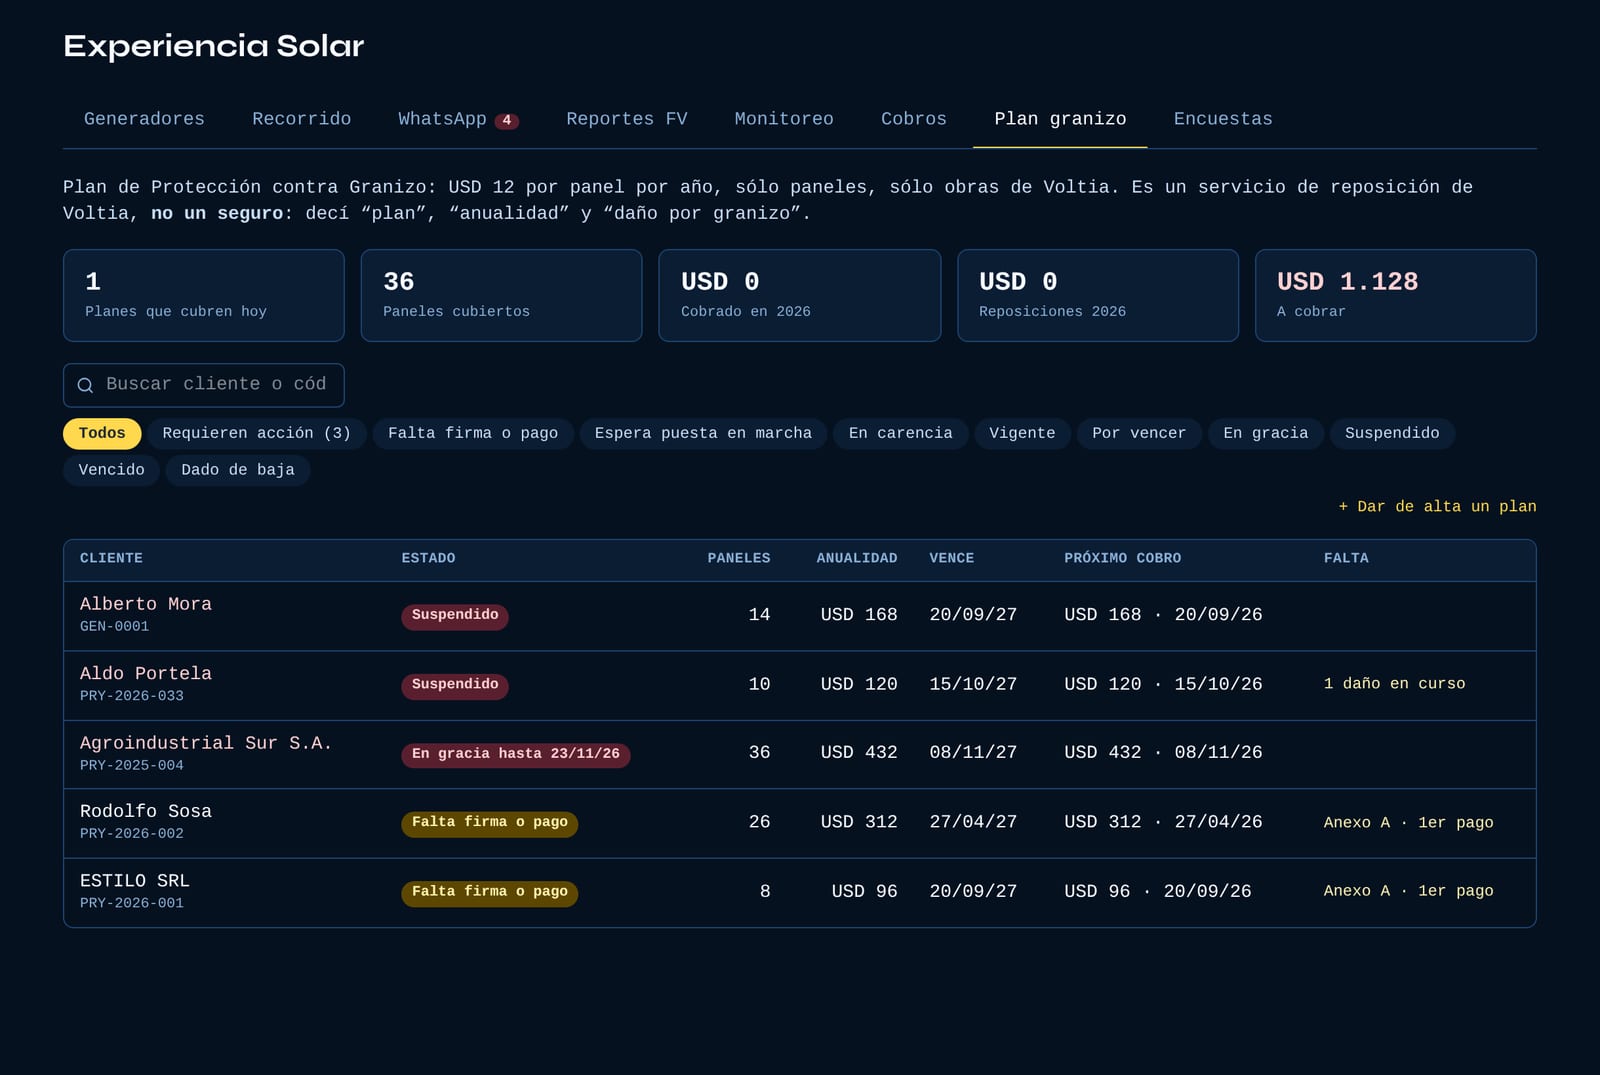 Experiencia Solar
Generadores Recorrido WhatsApp 4 Reportes FV Monitoreo Cobros Plan granizo Encuestas
Plan de Protección contra Granizo: USD 12 por panel por año, sólo paneles, sólo obras de Voltia. Es un servicio de reposición de
Voltia, no un seguro: decí “plan”, “anualidad” y “daño por granizo”.
1 36 USD 0 USD 0 USD 1.128
Planes que cubren hoy Paneles cubiertos Cobrado en 2026 Reposiciones 2026 A cobrar
Buscar cliente o cód
Todos Requieren acción (3) Falta firma o pago Espera puesta en marcha En carencia Vigente Por vencer En gracia Suspendido
Vencido Dado de baja
+ Dar de alta un plan
CLIENTE ESTADO PANELES ANUALIDAD VENCE PRÓXIMO COBRO FALTA
Alberto Mora Suspendido 14 USD 168 20/09/27 USD 168 · 20/09/26
GEN-0001
Aldo Portela Suspendido 10 USD 120 15/10/27 USD 120 · 15/10/26 1 daño en curso
PRY-2026-033
Agroindustrial Sur S.A. En gracia hasta 23/11/26 36 USD 432 08/11/27 USD 432 · 08/11/26
PRY-2025-004
Rodolfo Sosa Falta firma o pago 26 USD 312 27/04/27 USD 312 · 27/04/26 Anexo A · 1er pago
PRY-2026-002
ESTILO SRL Falta firma o pago 8 USD 96 20/09/27 USD 96 · 20/09/26 Anexo A · 1er pago
PRY-2026-001